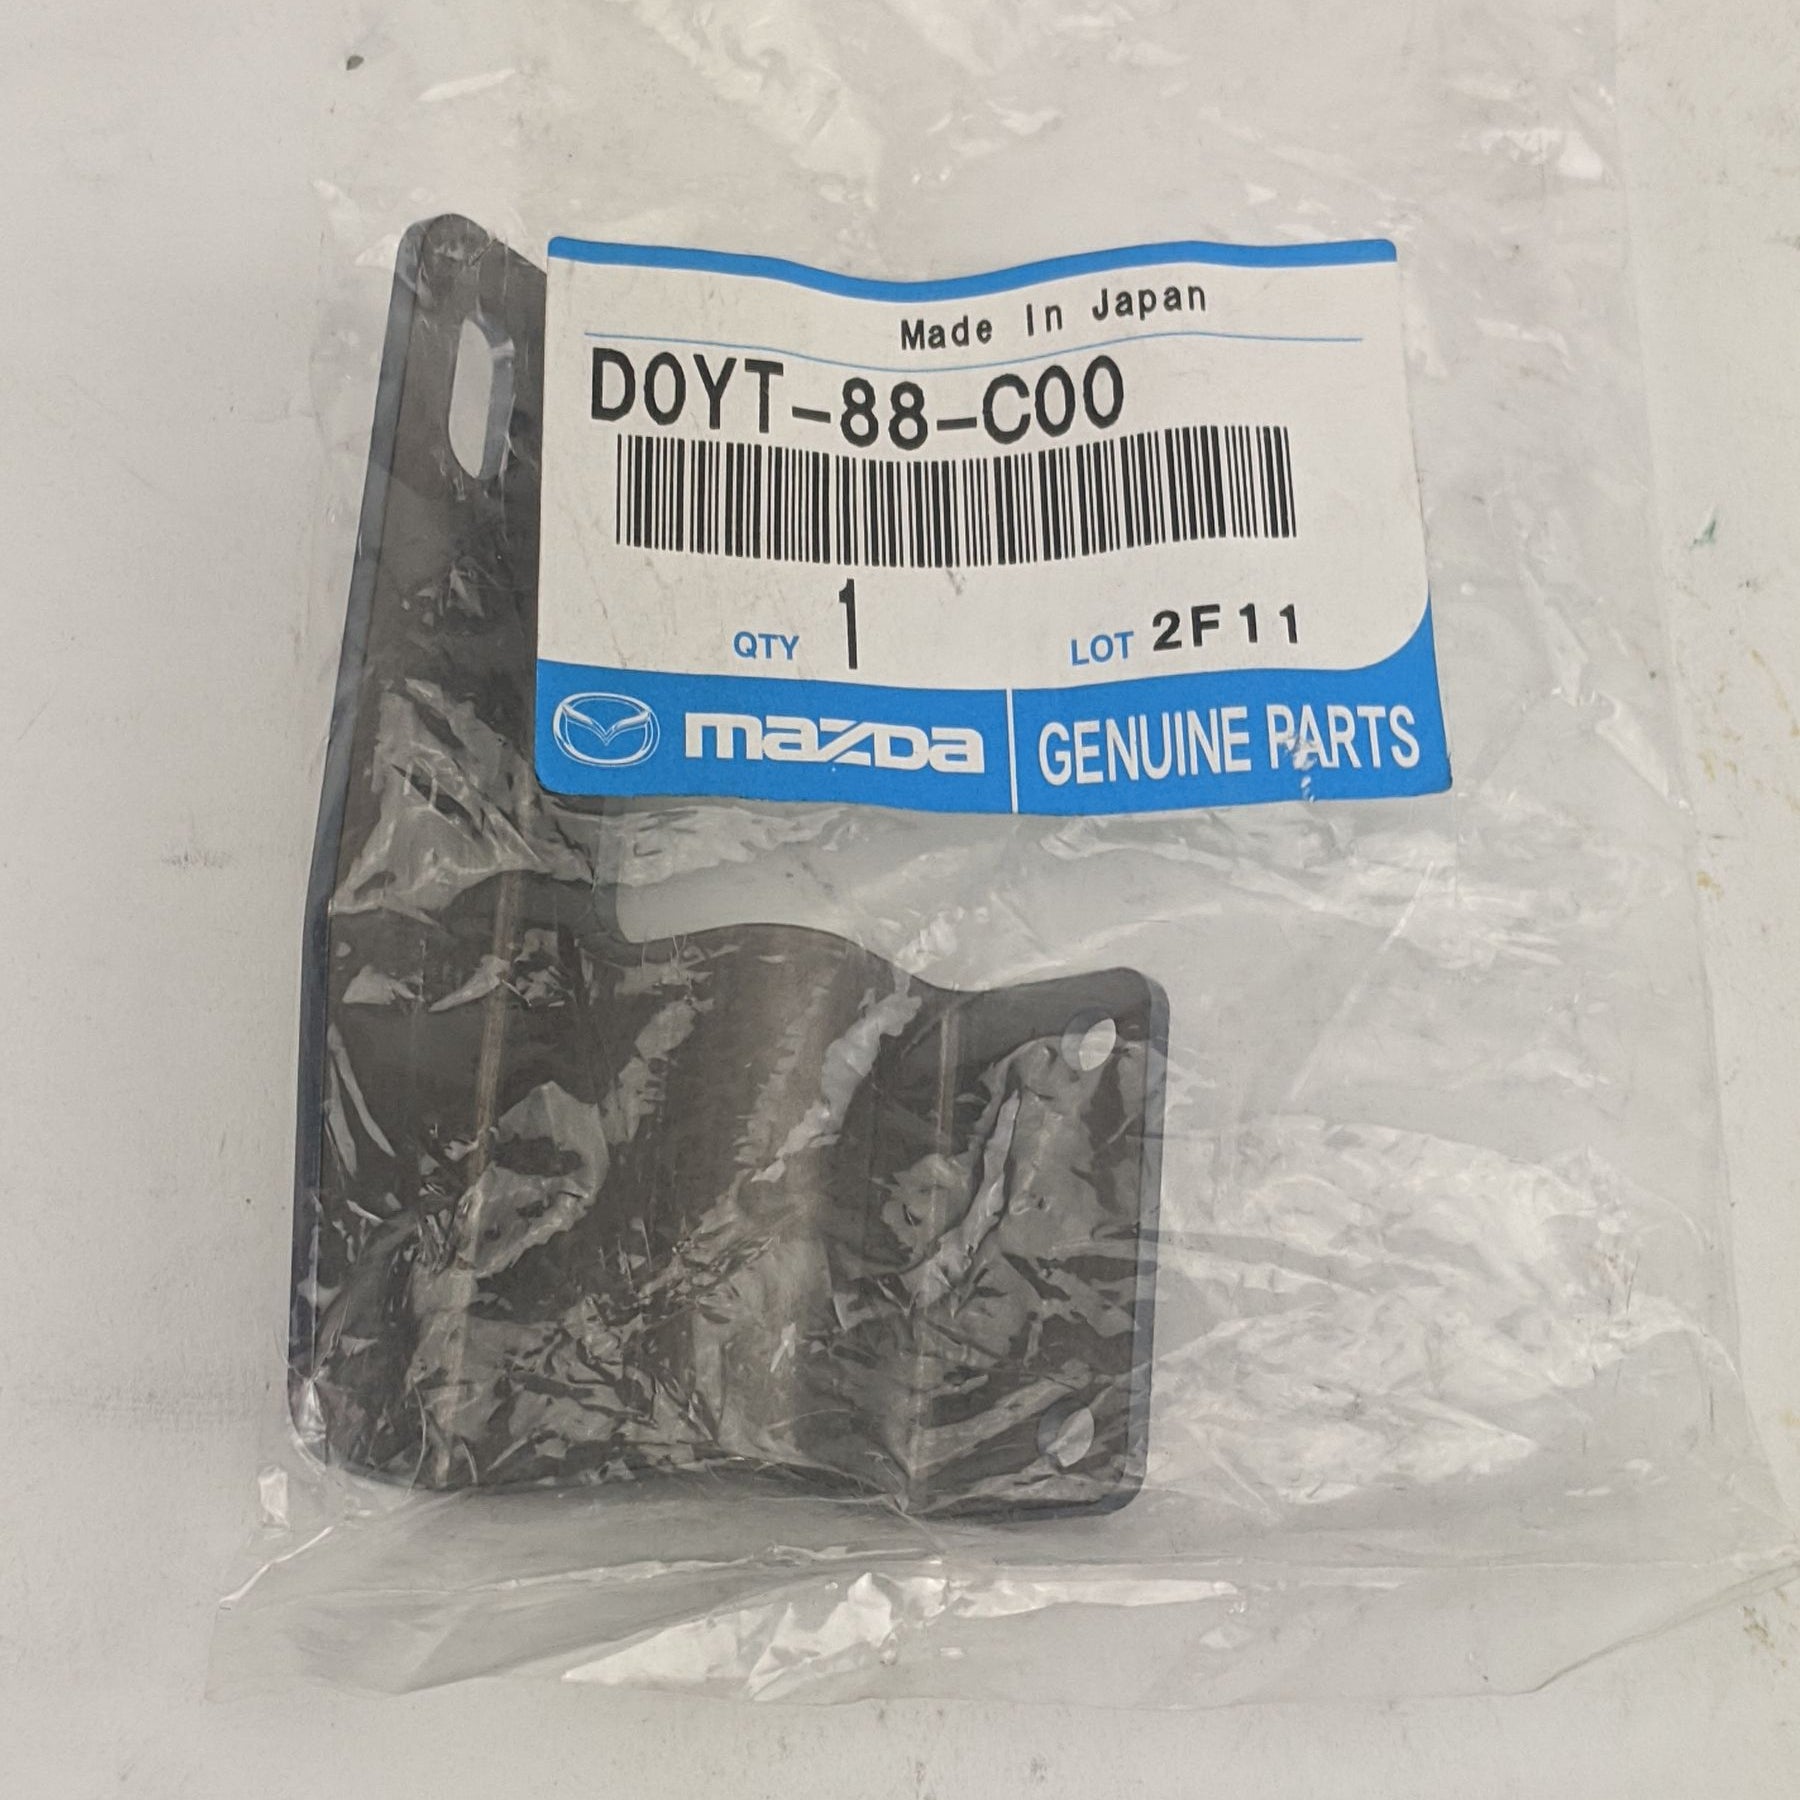 Made In Japan
D0YT-88-C00
QTY 1 LOT 2F11
mazda GENUINE PARTS